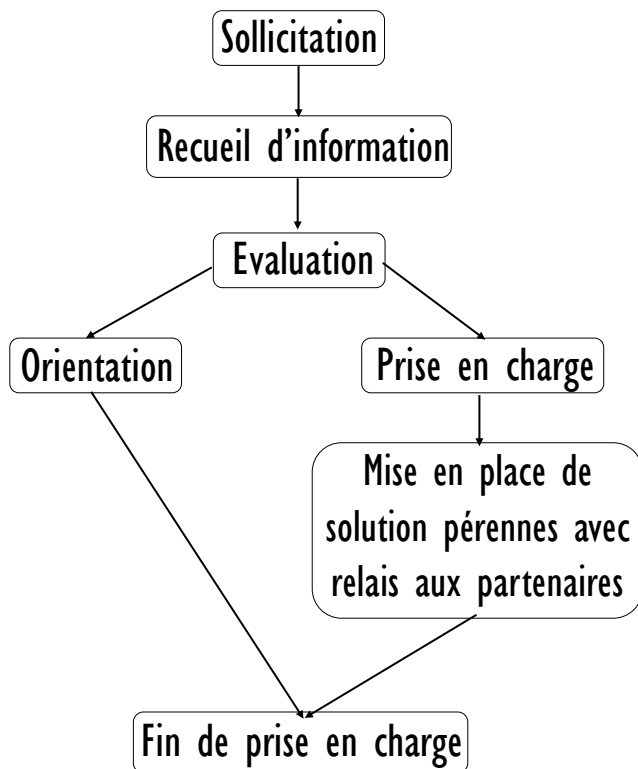 Sollicitation
Recueil d'information
Evaluation
Orientation
Prise en charge
Mise en place de
solution pérennes avec
relais aux partenaires
Fin de prise en charge